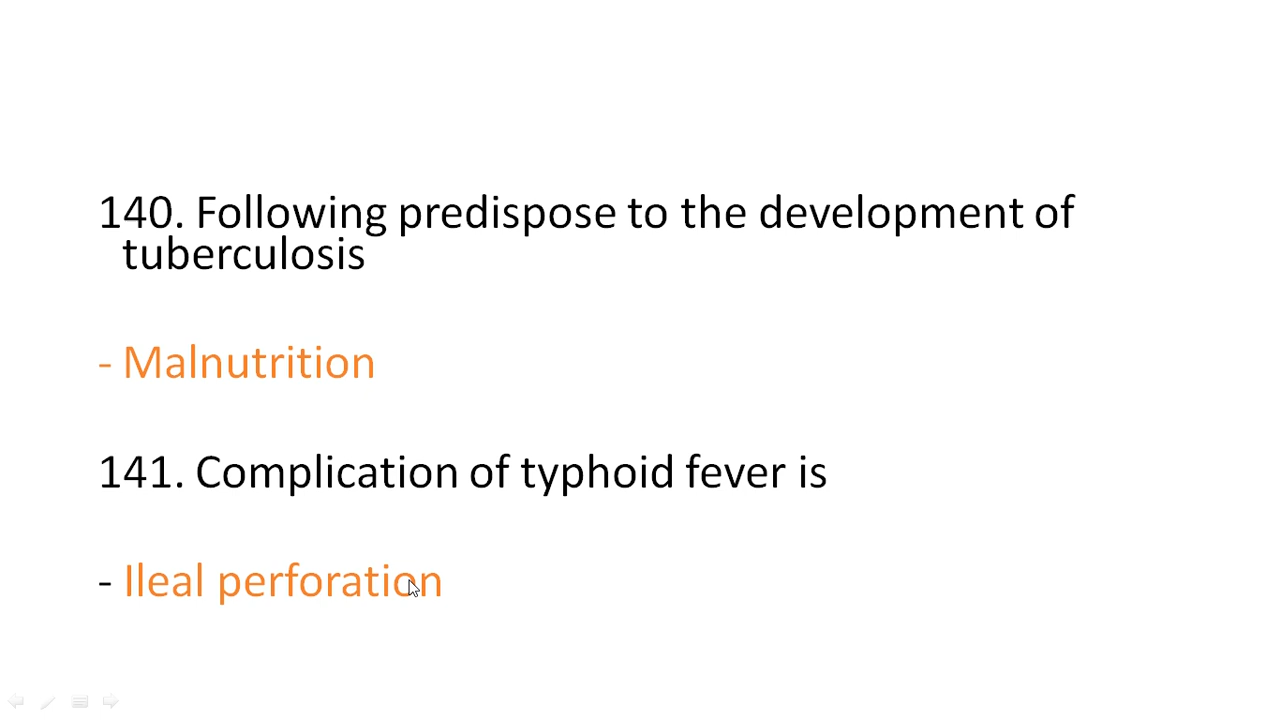 140. Following predispose to the development of
tuberculosis
- Malnutrition
141. Complication of typhoid fever is
- Ileal perforation